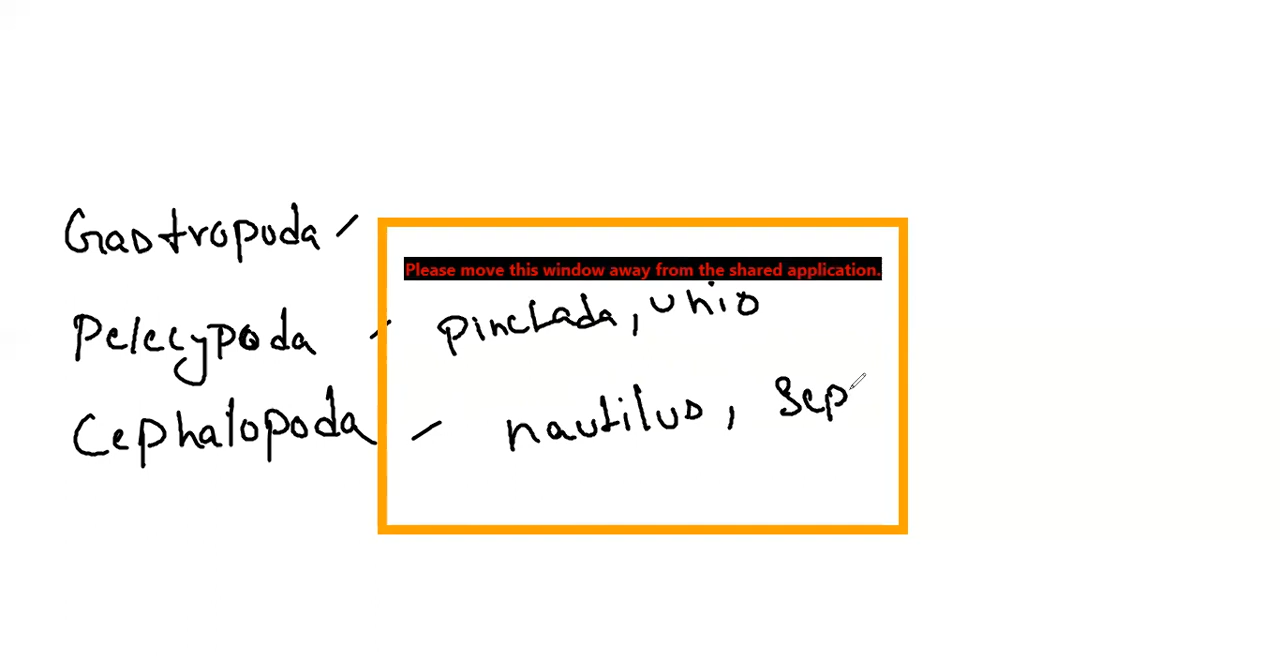 Gastropoda -
Please move this window away from the shared application.
Pelecypoda - pinctada, unio
Cephalopoda - nautilus, Sep